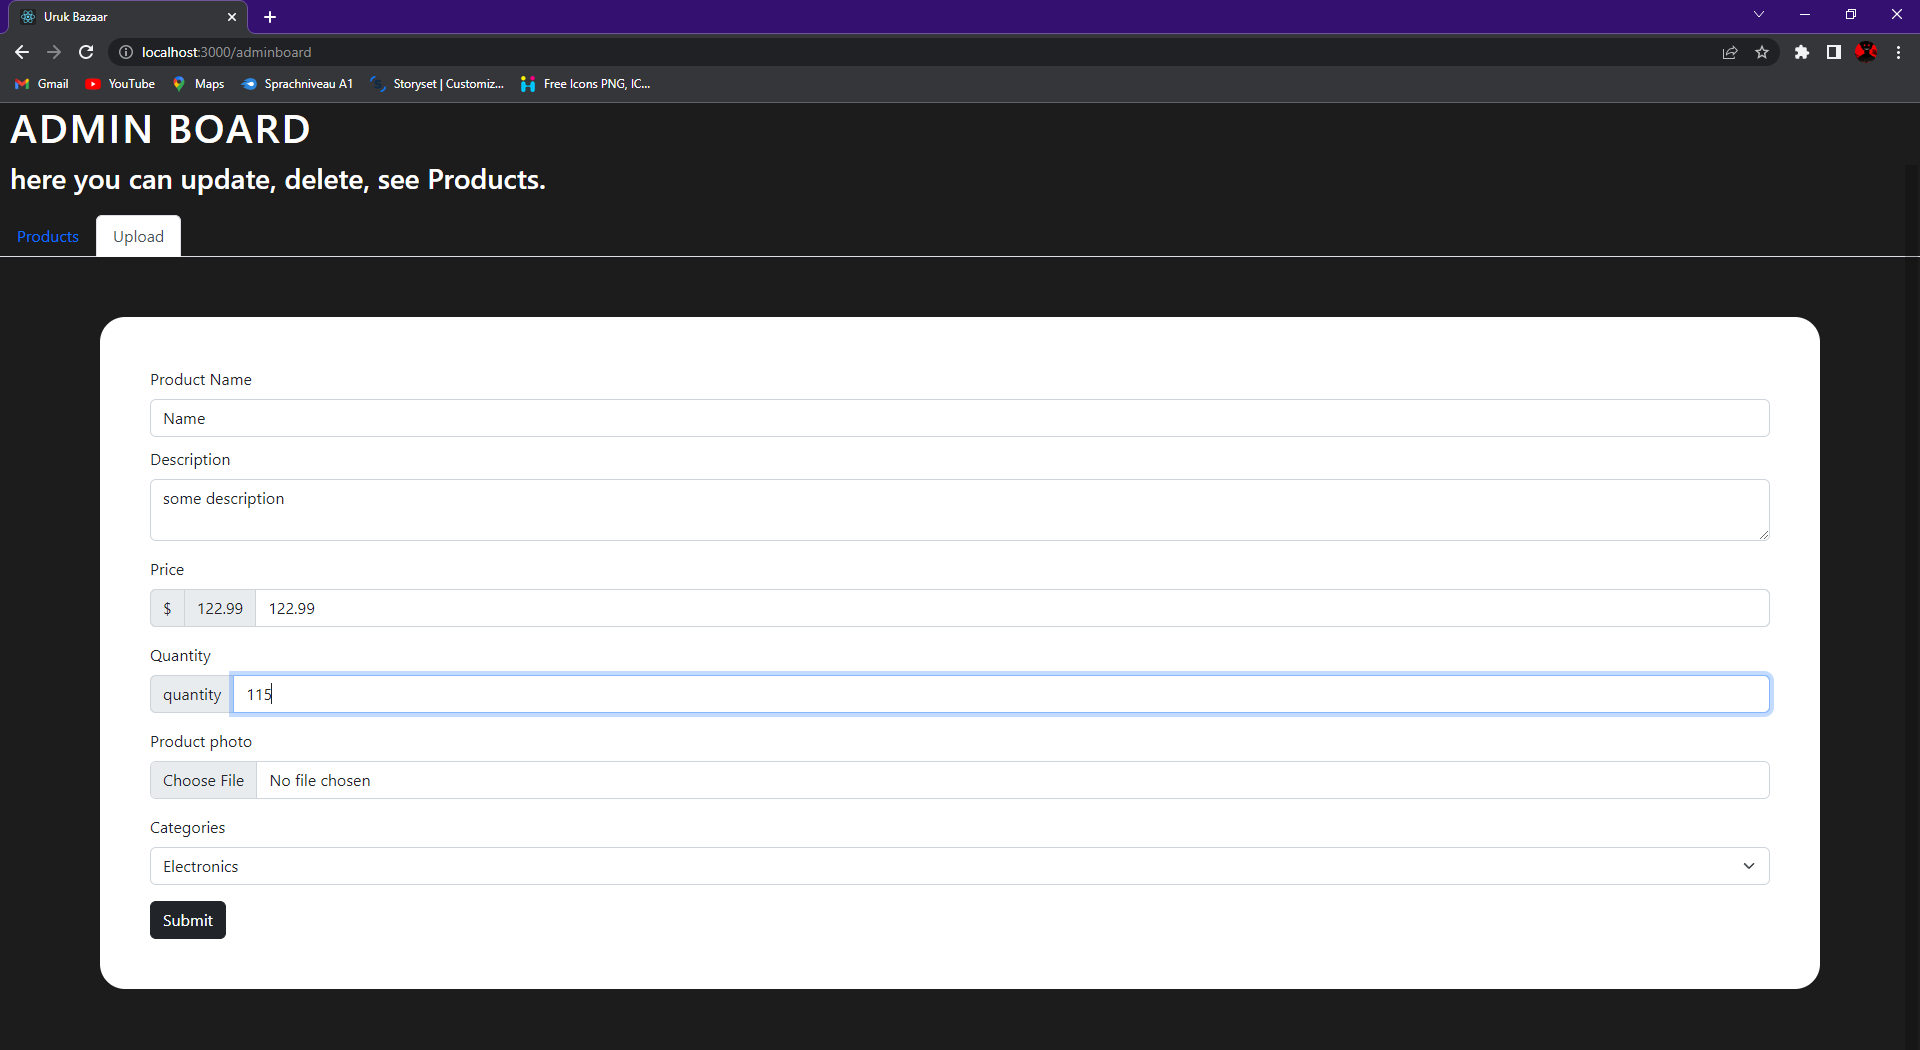 Uruk Bazaar
localhost:3000/adminboard
Gmail YouTube Maps Sprachniveau A1 Storyset | Customiz... Free Icons PNG, IC...
ADMIN BOARD
here you can update, delete, see Products.
Products Upload
Product Name
Name
Description
some description
Price
$ 122.99 122.99
Quantity
quantity 115
Product photo
Choose File No file chosen
Categories
Electronics
Submit